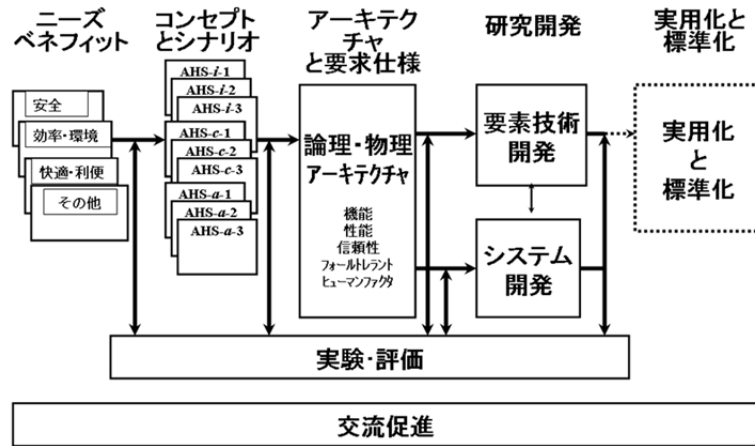 ニーズ
ベネフィット
コンセプト
とシナリオ
アーキテク
チャ
と要求仕様
研究開発
実用化と
標準化
安全
効率・環境
快適・利便
その他
AHS-i-1
AHS-i-2
AHS-i-3
AHS-c-1
AHS-c-2
AHS-c-3
AHS-a-1
AHS-a-2
AHS-a-3
論理・物理
アーキテクチャ
機能
性能
信頼性
フォールトレラント
ヒューマンファクタ
要素技術
開発
システム
開発
実用化
と
標準化
実験・評価
交流促進